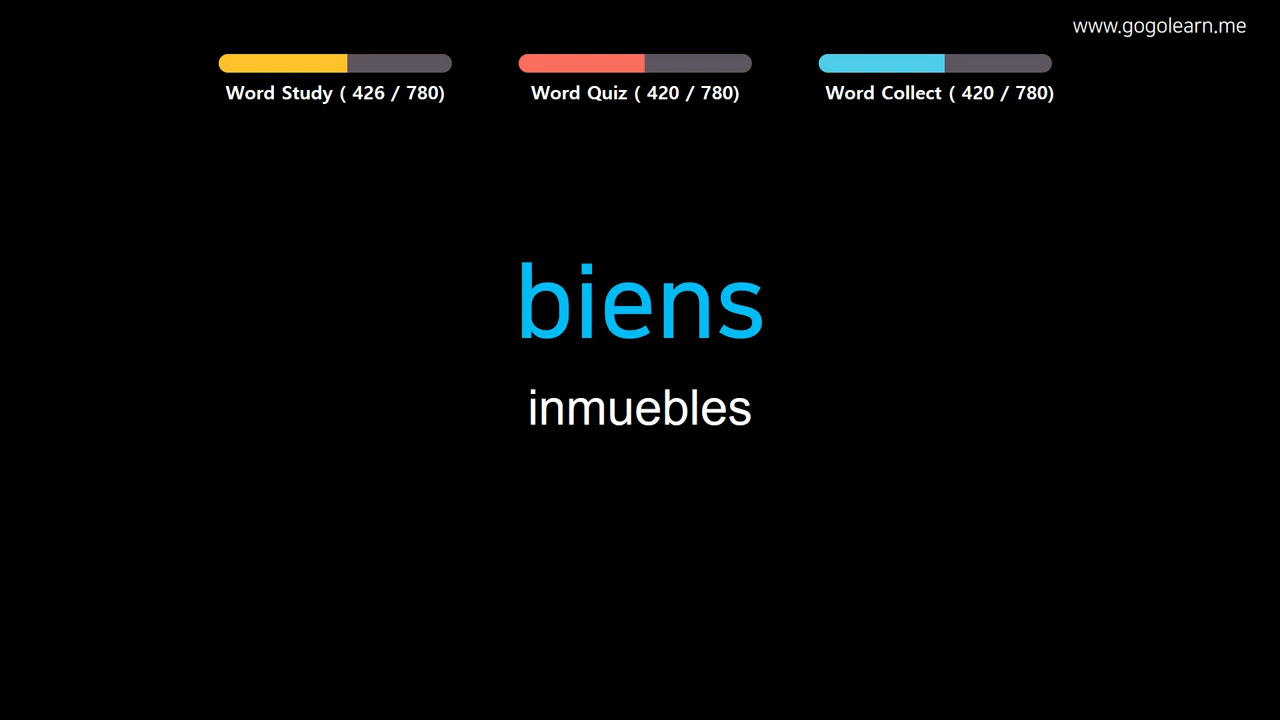 www.gogolearn.me
Word Study ( 426 / 780)
Word Quiz ( 420 / 780)
Word Collect ( 420 / 780)
biens
inmuebles